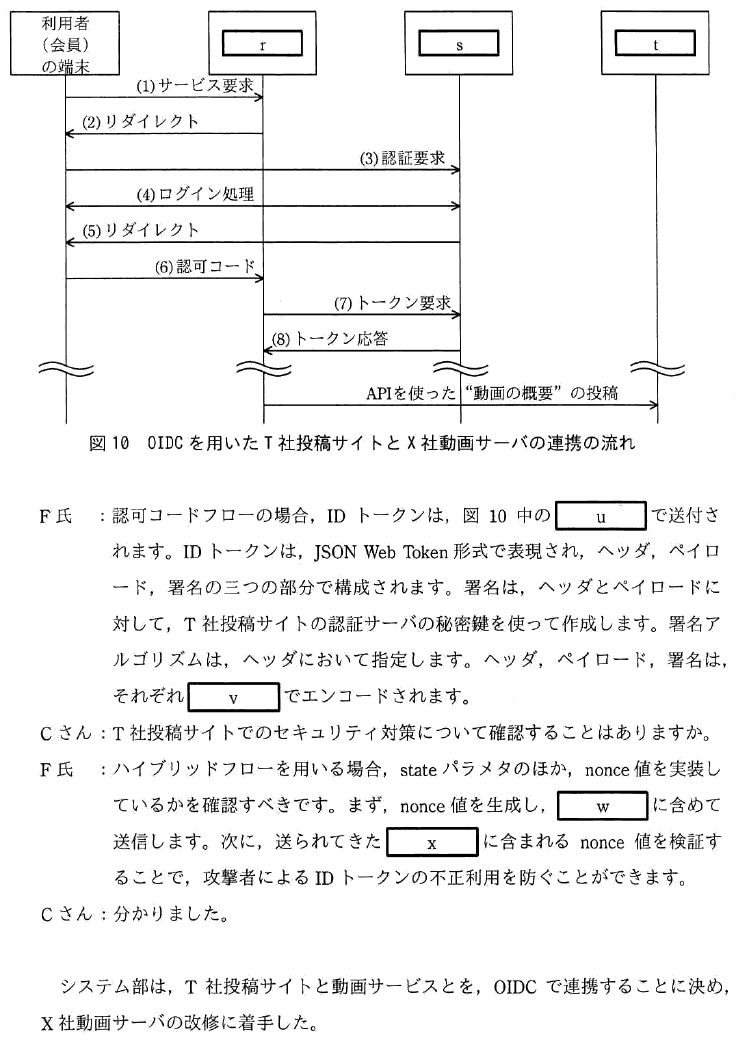 利用者
（会員）
の端末
r
s
t
(1)サービス要求
(2)リダイレクト
(3)認証要求
(4)ログイン処理
(5)リダイレクト
(6)認可コード
(7)トークン要求
(8)トークン応答
APIを使った“動画の概要”の投稿
図10 OIDCを用いたT社投稿サイトとX社動画サーバの連携の流れ
F氏 ：認可コードフローの場合，IDトークンは，図10中の u で送付さ
れます。IDトークンは，JSON Web Token形式で表現され，ヘッダ，ペイロ
ード，署名の三つの部分で構成されます。署名は，ヘッダとペイロードに
対して，T社投稿サイトの認証サーバの秘密鍵を使って作成します。署名ア
ルゴリズムは，ヘッダにおいて指定します。ヘッダ，ペイロード，署名は，
それぞれ v でエンコードされます。
Cさん：T社投稿サイトでのセキュリティ対策について確認することはありますか。
F氏 ：ハイブリッドフローを用いる場合，stateパラメタのほか，nonce値を実装し
ているかを確認すべきです。まず，nonce値を生成し， w に含めて
送信します。次に，送られてきた x に含まれる nonce 値を検証す
ることで，攻撃者によるIDトークンの不正利用を防ぐことができます。
Cさん：分かりました。
システム部は，T社投稿サイトと動画サービスとを，OIDCで連携することに決め，
X社動画サーバの改修に着手した。